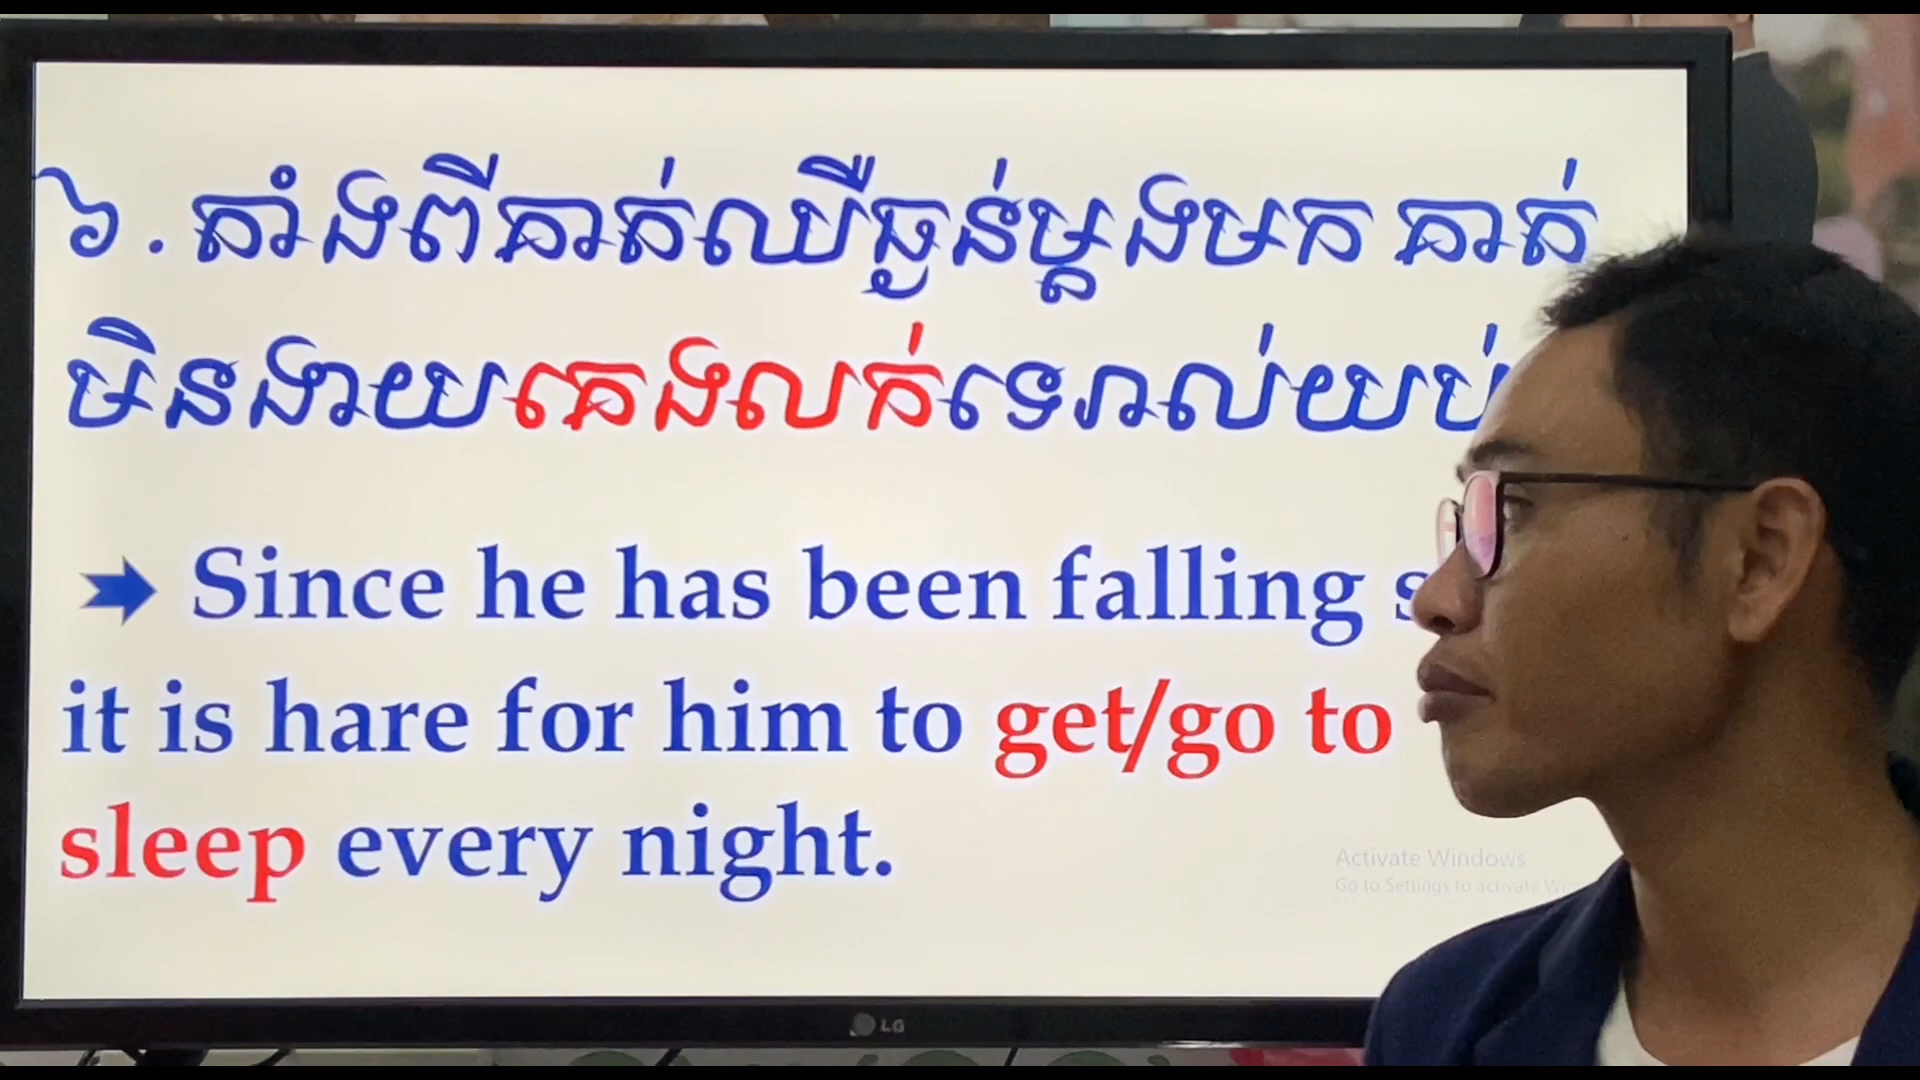 ៦. តាំងពីគាត់ឈឺធ្ងន់ម្ដងមក គាត់
មិនងាយគេងលក់ទេរាល់យប់
Since he has been falling
it is hare for him to get/go to
sleep every night.
Activate Windows
Go to Settings to activate
LG